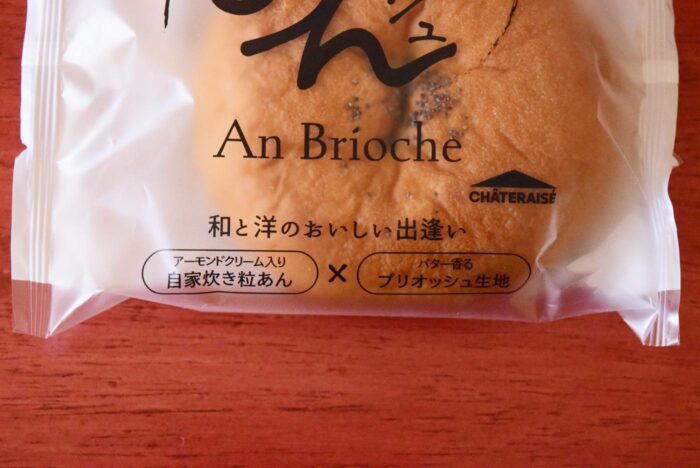 ん
ュ
An Brioche
CHÂTERAISÉ
和と洋のおいしい出逢い
アーモンドクリーム入り
自家炊き粒あん
×
バター香る
ブリオッシュ生地